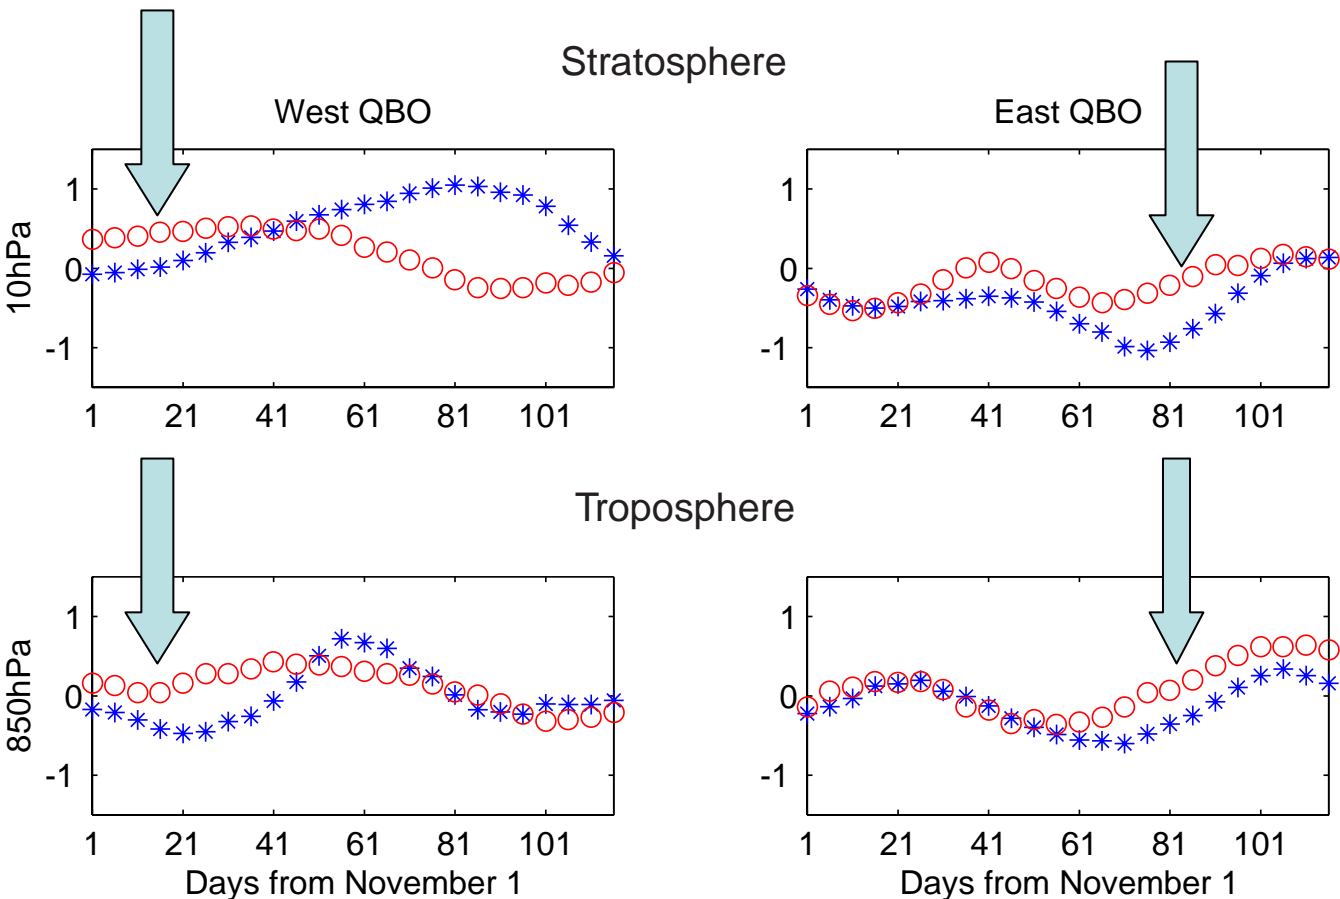 Stratosphere
West QBO
East QBO
10hPa
1
0
-1
1 21 41 61 81 101
1
0
-1
1 21 41 61 81 101
Troposphere
850hPa
1
0
-1
1 21 41 61 81 101
Days from November 1
1
0
-1
1 21 41 61 81 101
Days from November 1